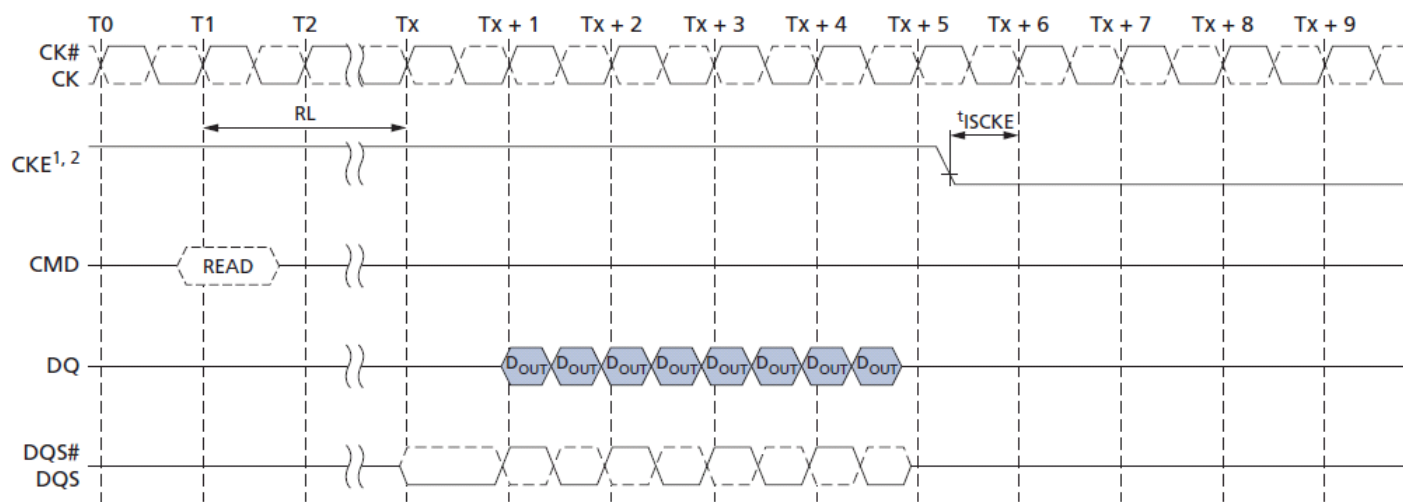 T0 T1 T2 Tx Tx + 1 Tx + 2 Tx + 3 Tx + 4 Tx + 5 Tx + 6 Tx + 7 Tx + 8 Tx + 9
CK#
CK
RL
tISCKE
CKE1, 2
CMD READ
DQ DOUT DOUT DOUT DOUT DOUT DOUT DOUT DOUT
DQS#
DQS